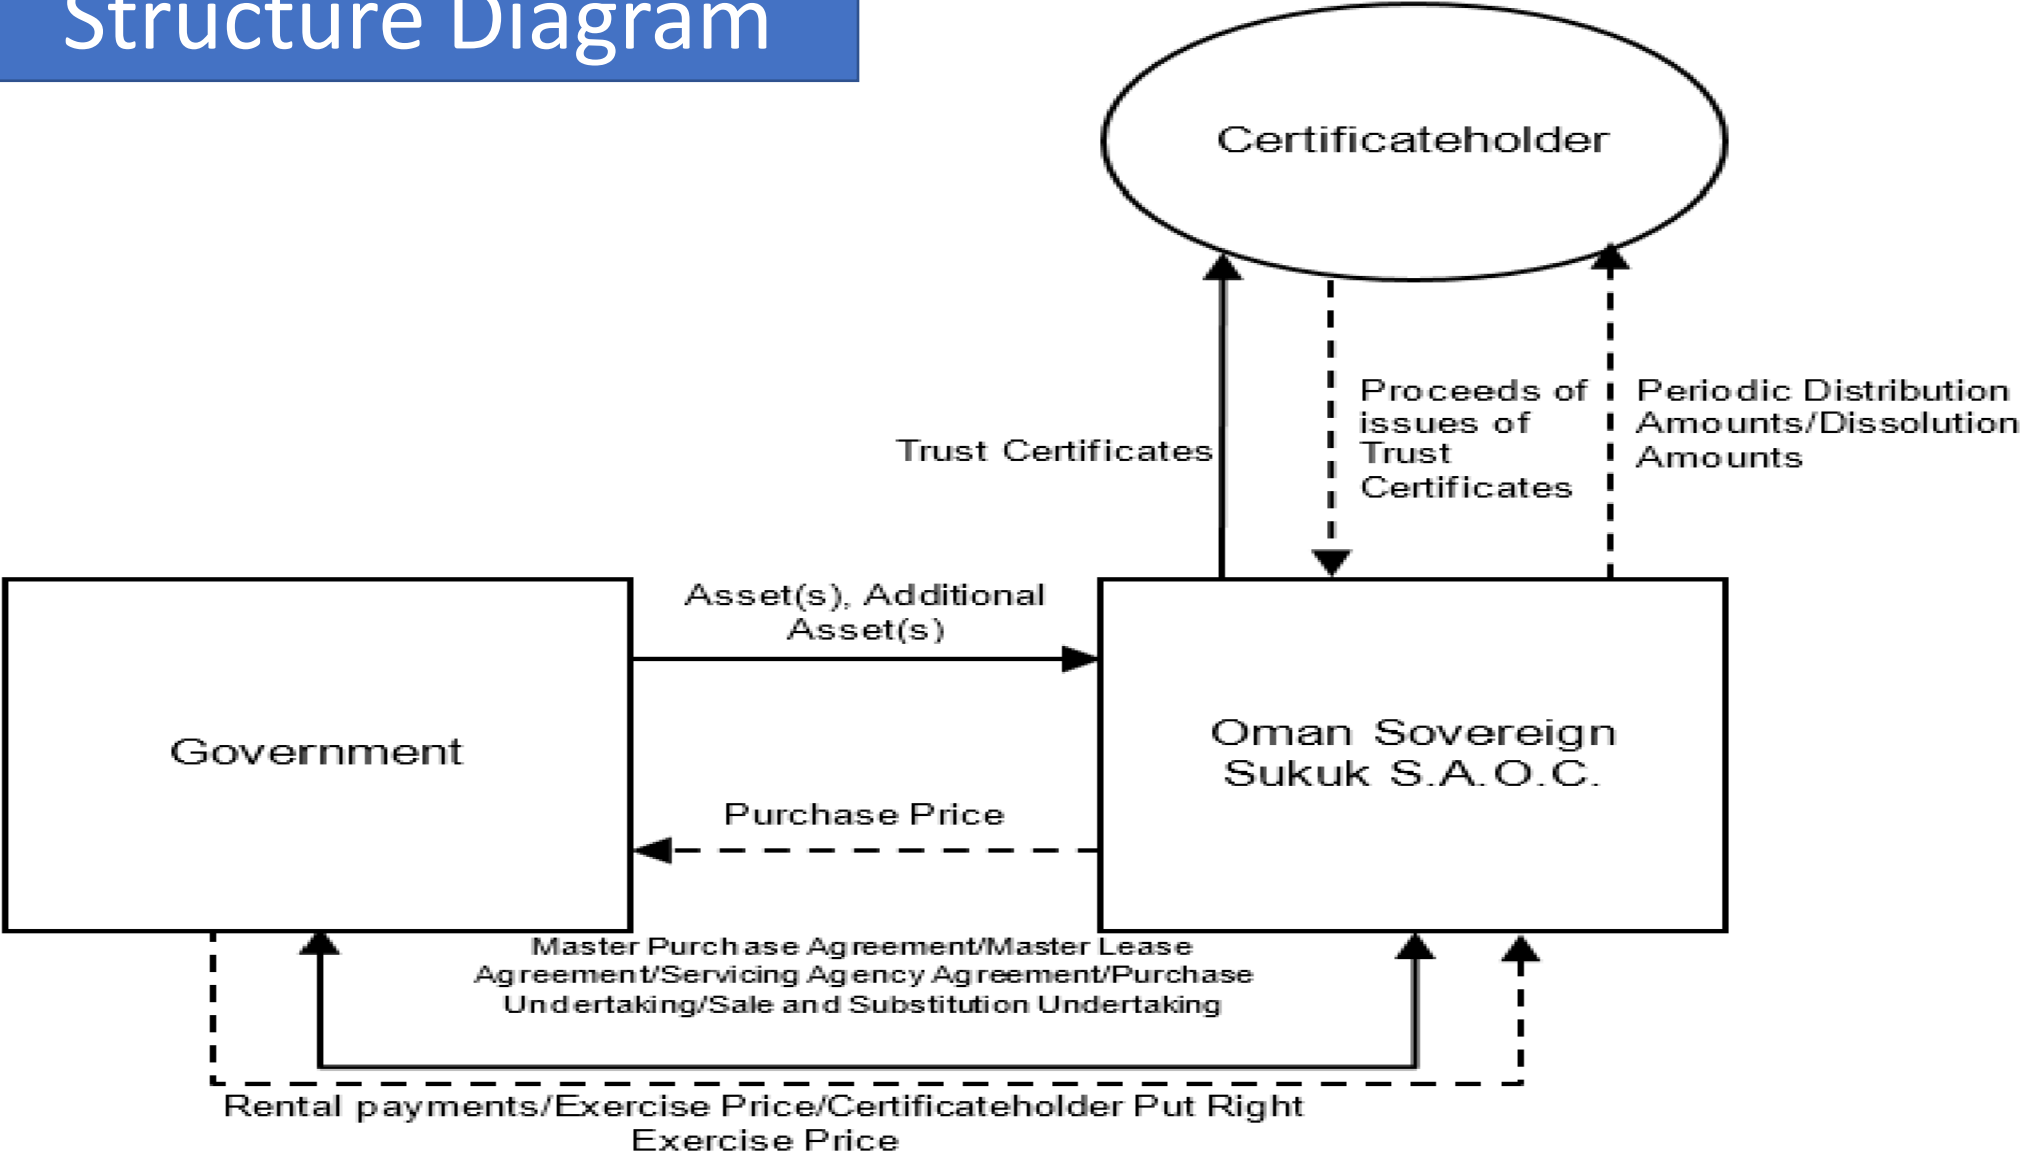 Structure Diagram
Certificateholder
Trust Certificates
Proceeds of
issues of
Trust
Certificates
Periodic Distribution
Amounts/Dissolution
Amounts
Asset(s), Additional
Asset(s)
Government
Oman Sovereign
Sukuk S.A.O.C.
Purchase Price
Master Purchase Agreement/Master Lease
Agreement/Servicing Agency Agreement/Purchase
Undertaking/Sale and Substitution Undertaking
Rental payments/Exercise Price/Certificateholder Put Right
Exercise Price